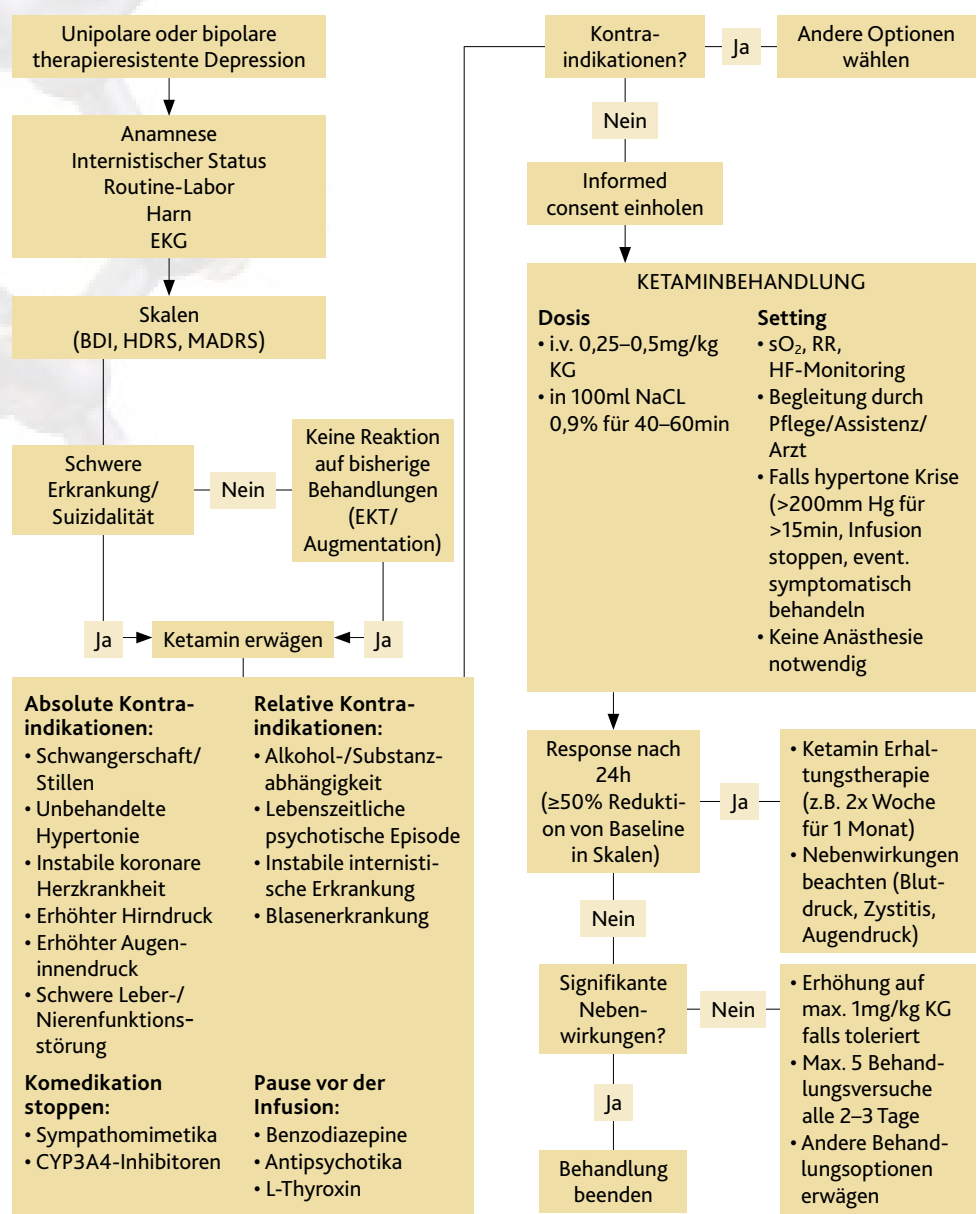 Unipolare oder bipolare
therapieresistente Depression
Anamnese
Internistischer Status
Routine-Labor
Harn
EKG
Skalen
(BDI, HDRS, MADRS)
Schwere
Erkrankung/
Suizidalität
Nein
Keine Reaktion
auf bisherige
Behandlungen
(EKT/
Augmentation)
Ja
Ketamin erwägen
Ja
Absolute Kontra-
indikationen:
• Schwangerschaft/
Stillen
• Unbehandelte
Hypertonie
• Instabile koronare
Herzkrankheit
• Erhöhter Hirndruck
• Erhöhter Augen-
innendruck
• Schwere Leber-/
Nierenfunktions-
störung
Relative Kontra-
indikationen:
• Alkohol-/Substanz-
abhängigkeit
• Lebenszeitliche
psychotische Episode
• Instabile internisti-
sche Erkrankung
• Blasenerkrankung
Komedikation
stoppen:
• Sympathomimetika
• CYP3A4-Inhibitoren
Pause vor der
Infusion:
• Benzodiazepine
• Antipsychotika
• L-Thyroxin
Kontra-
indikationen?
Ja
Andere Optionen
wählen
Nein
Informed
consent einholen
KETAMINBEHANDLUNG
Dosis
• i.v. 0,25–0,5mg/kg
KG
• in 100ml NaCL
0,9% für 40–60min
Setting
• sO₂, RR,
HF-Monitoring
• Begleitung durch
Pflege/Assistenz/
Arzt
• Falls hypertone Krise
(>200mm Hg für
>15min, Infusion
stoppen, event.
symptomatisch
behandeln
• Keine Anästhesie
notwendig
Response nach
24h
(≥50% Redukti-
on von Baseline
in Skalen)
Ja
• Ketamin Erhal-
tungstherapie
(z.B. 2x Woche
für 1 Monat)
• Nebenwirkungen
beachten (Blut-
druck, Zystitis,
Augendruck)
Nein
Signifikante
Neben-
wirkungen?
Nein
• Erhöhung auf
max. 1mg/kg KG
falls toleriert
• Max. 5 Behand-
lungsversuche
alle 2–3 Tage
• Andere Behand-
lungsoptionen
erwägen
Ja
Behandlung
beenden